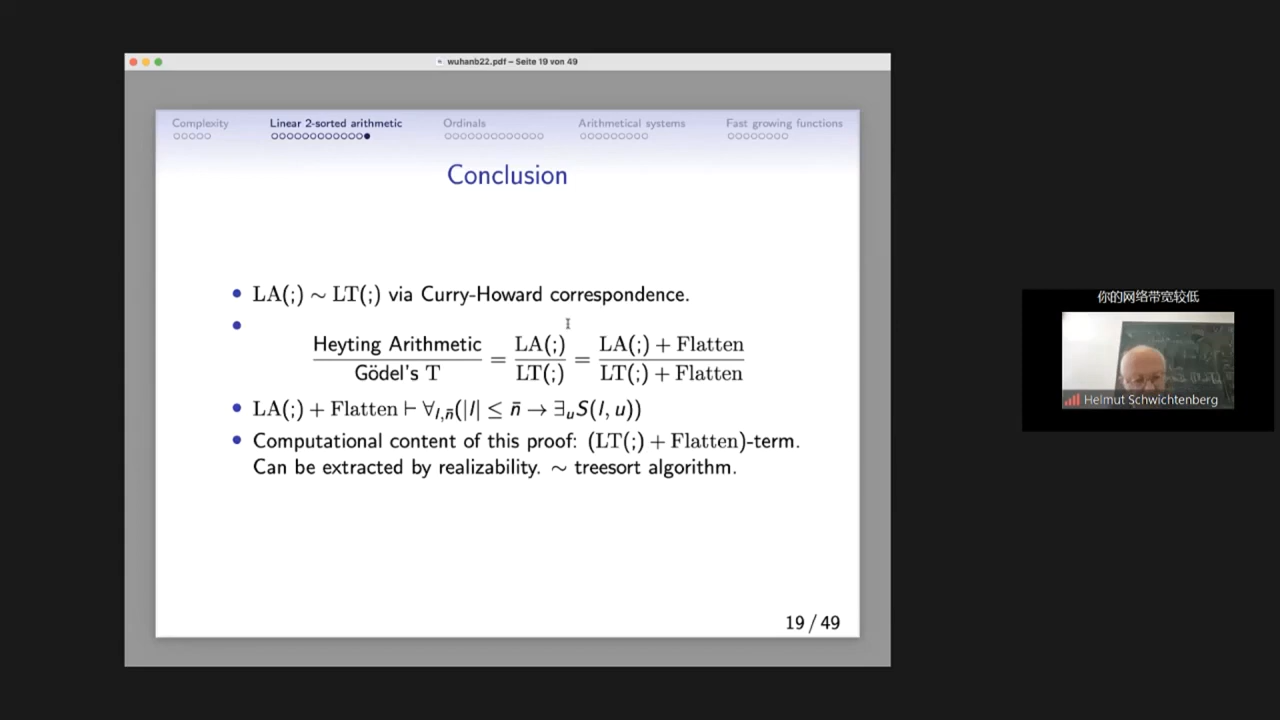 wuhanb22.pdf – Seite 19 von 49
Complexity Linear 2-sorted arithmetic Ordinals Arithmetical systems Fast growing functions
Conclusion
• LA(;) ∼ LT(;) via Curry-Howard correspondence.
•
Heyting Arithmetic / Gödel's T = LA(;) / LT(;) = LA(;) + Flatten / LT(;) + Flatten
• LA(;) + Flatten ⊢ ∀l,n̄(|l| ≤ n̄ → ∃uS(l, u))
• Computational content of this proof: (LT(;) + Flatten)-term.
Can be extracted by realizability. ∼ treesort algorithm.
19 / 49
你的网络带宽较低
Helmut Schwichtenberg